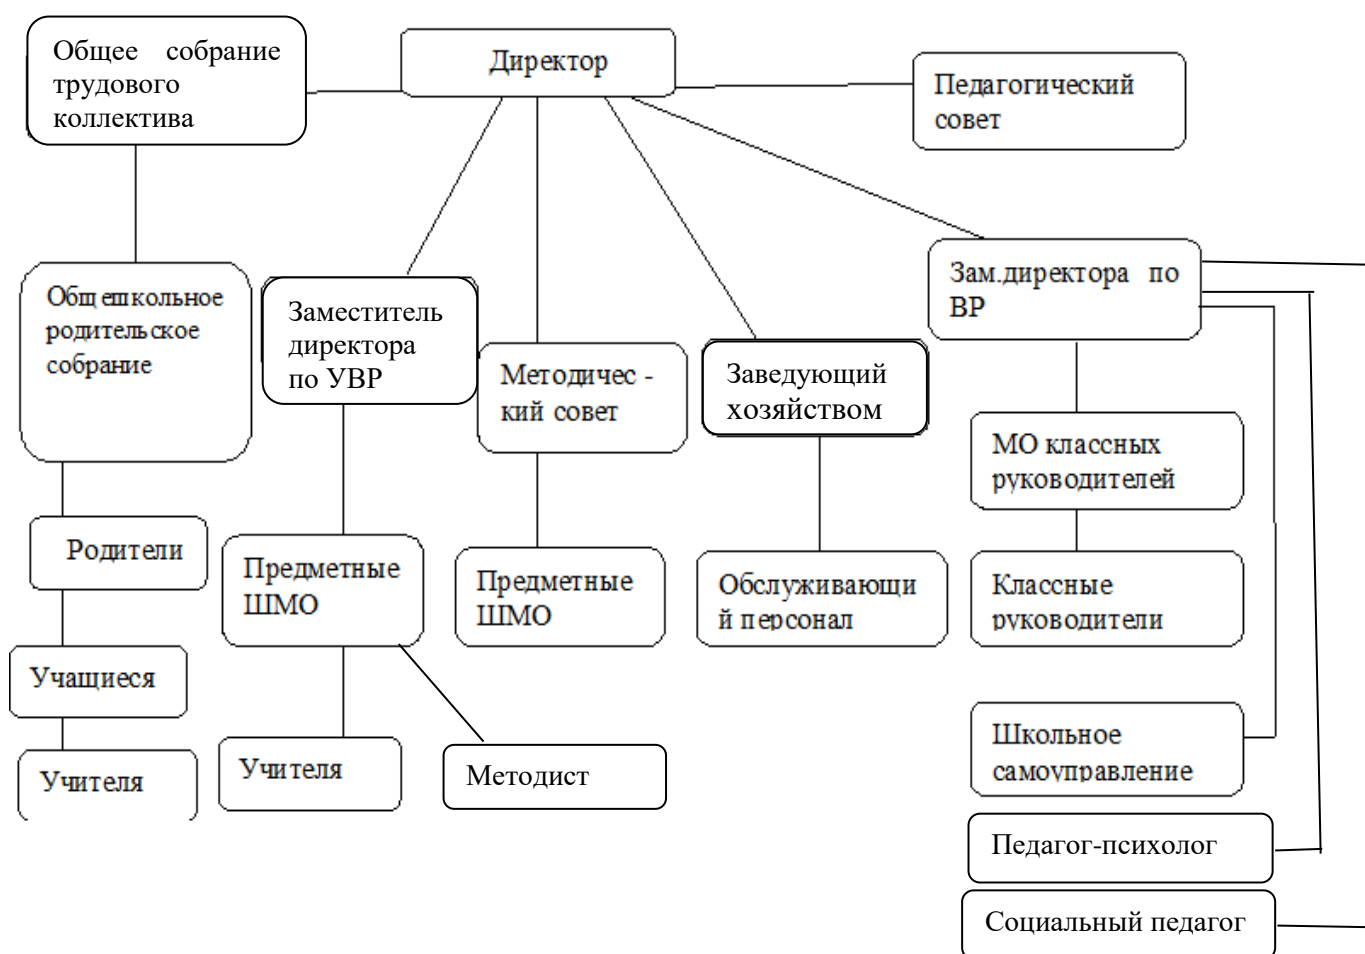 Общее собрание
трудового
коллектива
Директор
Педагогический
совет
Общешкольное
родительское
собрание
Заместитель
директора
по УВР
Методичес -
кий совет
Заведующий
хозяйством
Зам.директора по
ВР
МО классных
руководителей
Родители
Предметные
ШМО
Предметные
ШМО
Обслуживающи
й персонал
Классные
руководители
Учащиеся
Учителя
Учителя
Методист
Школьное
самоуправление
Педагог-психолог
Социальный педагог